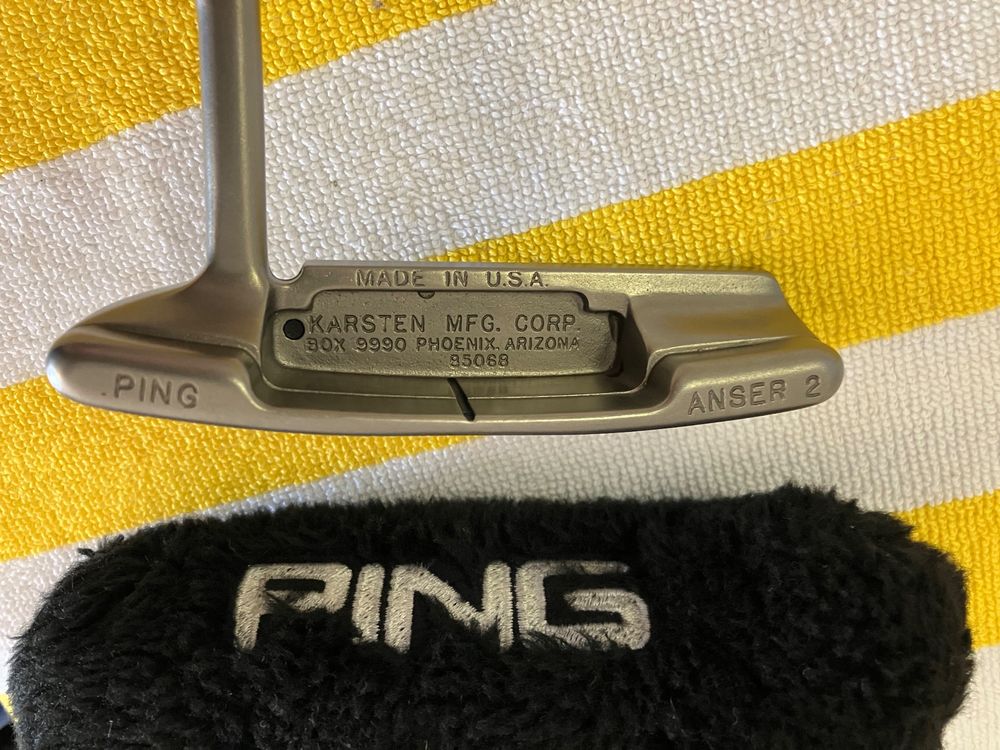 MADE IN U.S.A.
KARSTEN MFG. CORP.
BOX 9990 PHOENIX, ARIZONA
85068
PING
ANSER 2
PING